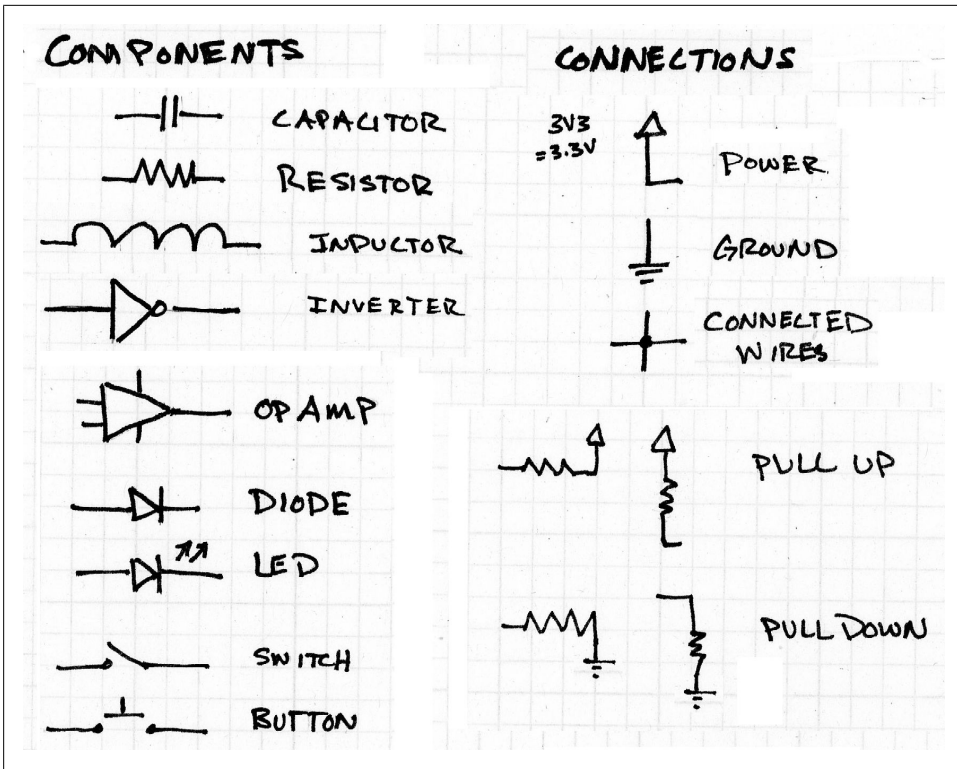 COMPONENTS
CAPACITOR
RESISTOR
INDUCTOR
INVERTER
OP AMP
DIODE
LED
SWITCH
BUTTON
CONNECTIONS
3V3
=3.3V
POWER
GROUND
CONNECTED
WIRES
PULL UP
PULL DOWN